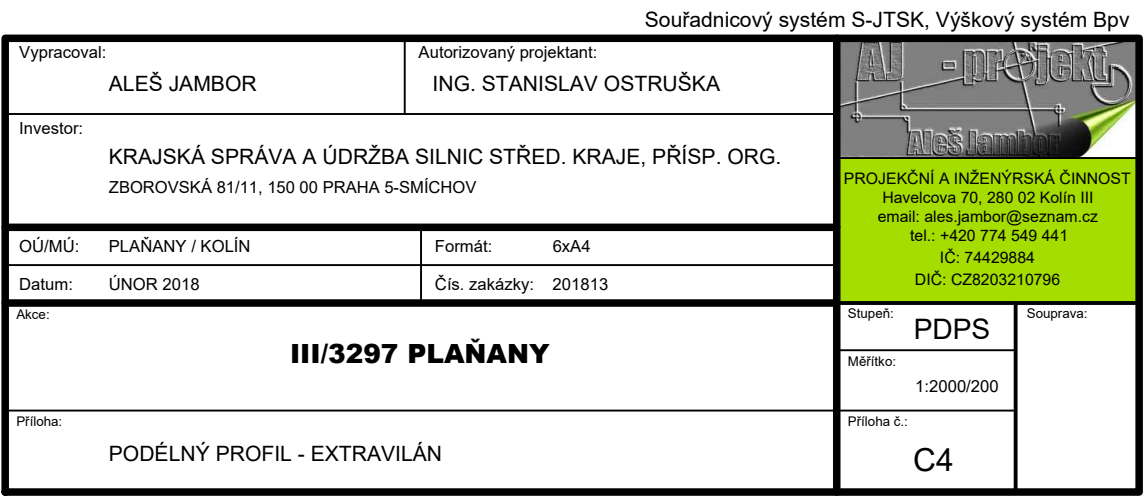 Souřadnicový systém S-JTSK, Výškový systém Bpv
Vypracoval:
ALEŠ JAMBOR
Autorizovaný projektant:
ING. STANISLAV OSTRUŠKA
Investor:
KRAJSKÁ SPRÁVA A ÚDRŽBA SILNIC STŘED. KRAJE, PŘÍSP. ORG.
ZBOROVSKÁ 81/11, 150 00 PRAHA 5-SMÍCHOV
AJ - projekt
Aleš Jambor
PROJEKČNÍ A INŽENÝRSKÁ ČINNOST
Havelcova 70, 280 02 Kolín III
email: ales.jambor@seznam.cz
tel.: +420 774 549 441
IČ: 74429884
DIČ: CZ8203210796
OÚ/MÚ: PLAŇANY / KOLÍN
Formát: 6xA4
Datum: ÚNOR 2018
Čís. zakázky: 201813
Akce:
III/3297 PLAŇANY
Stupeň:
PDPS
Souprava:
Měřítko:
1:2000/200
Příloha:
PODÉLNÝ PROFIL - EXTRAVILÁN
Příloha č.:
C4